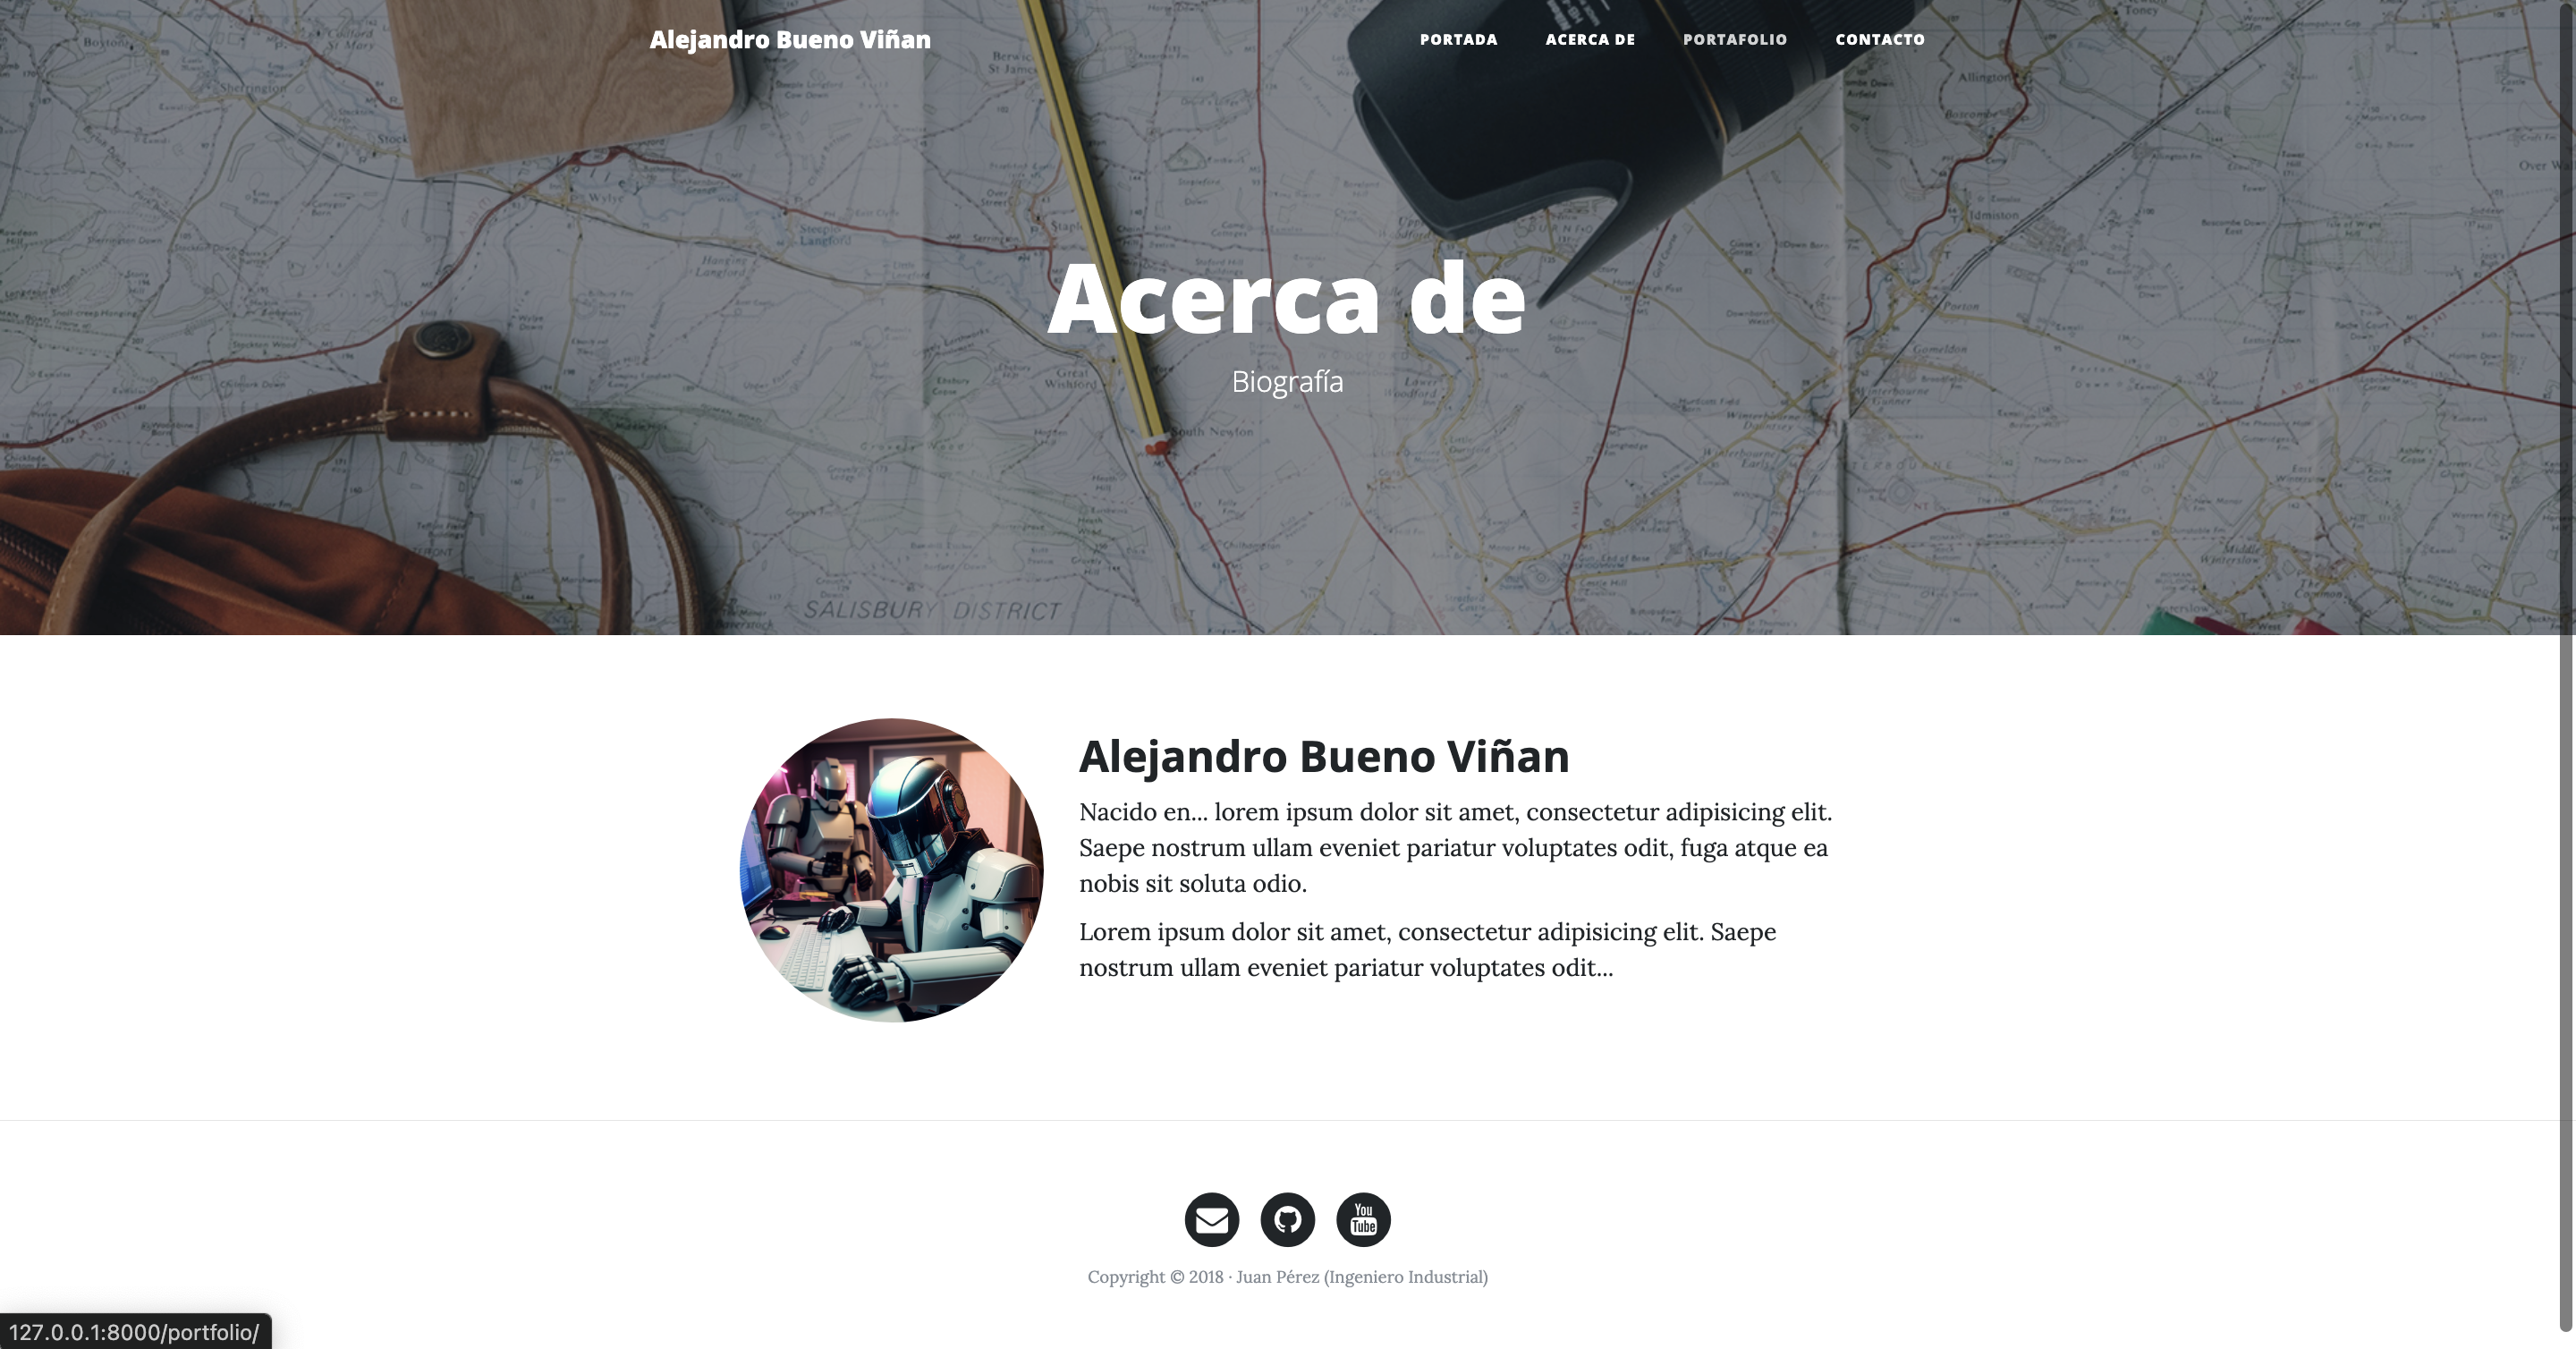 Alejandro Bueno Viñan
PORTADA ACERCA DE PORTAFOLIO CONTACTO
Acerca de
Biografía
SALISBURY DISTRICT
Alejandro Bueno Viñan
Nacido en... lorem ipsum dolor sit amet, consectetur adipisicing elit.
Saepe nostrum ullam eveniet pariatur voluptates odit, fuga atque ea
nobis sit soluta odio.
Lorem ipsum dolor sit amet, consectetur adipisicing elit. Saepe
nostrum ullam eveniet pariatur voluptates odit...
You
Tube
Copyright © 2018 · Juan Pérez (Ingeniero Industrial)
127.0.0.1:8000/portfolio/